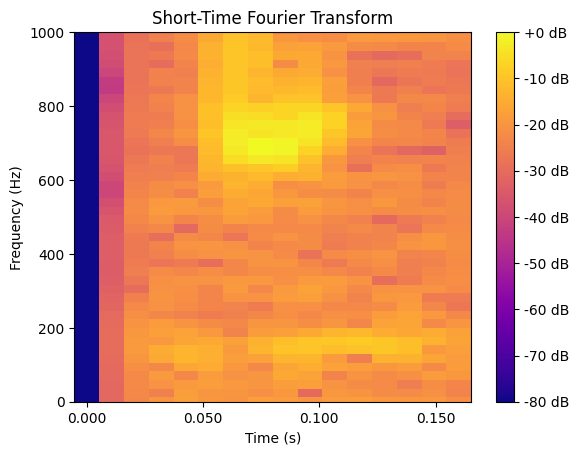 Short-Time Fourier Transform
1000
800
600
400
200
0
Frequency (Hz)
0.000
0.050
0.100
0.150
Time (s)
+0 dB
-10 dB
-20 dB
-30 dB
-40 dB
-50 dB
-60 dB
-70 dB
-80 dB